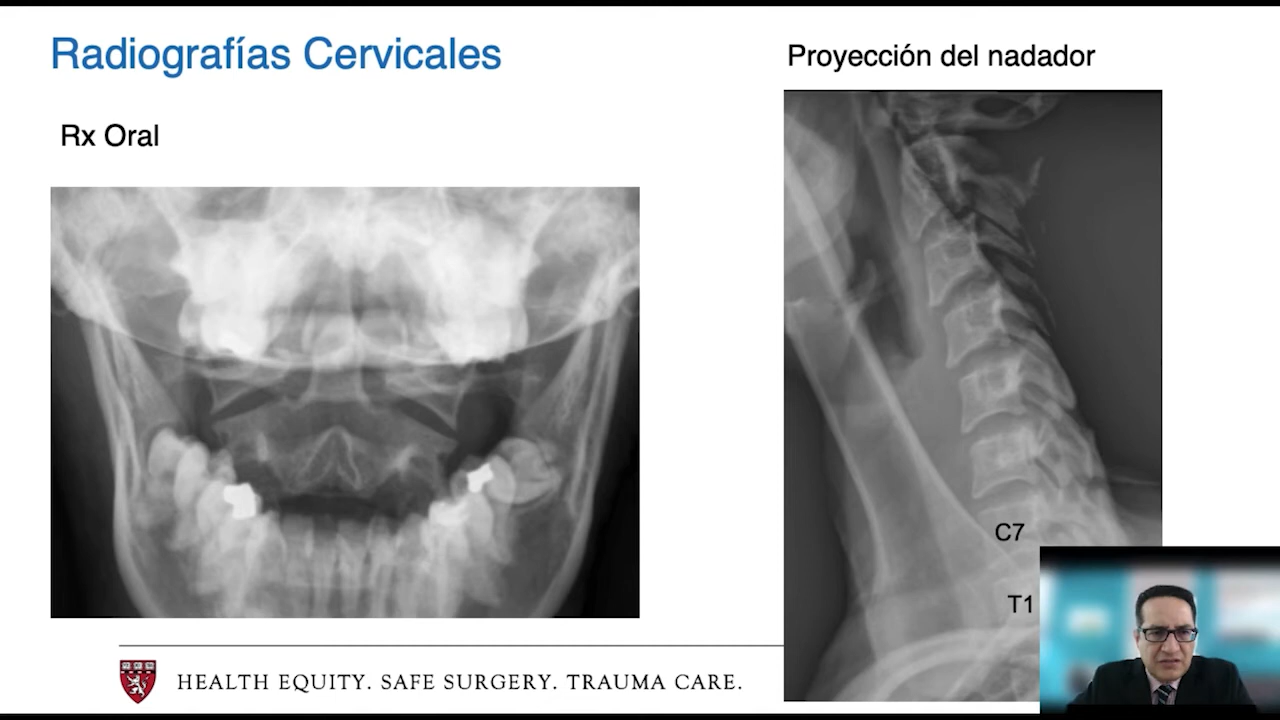 Radiografías Cervicales
Proyección del nadador
Rx Oral
C7
T1
HEALTH EQUITY. SAFE SURGERY. TRAUMA CARE.